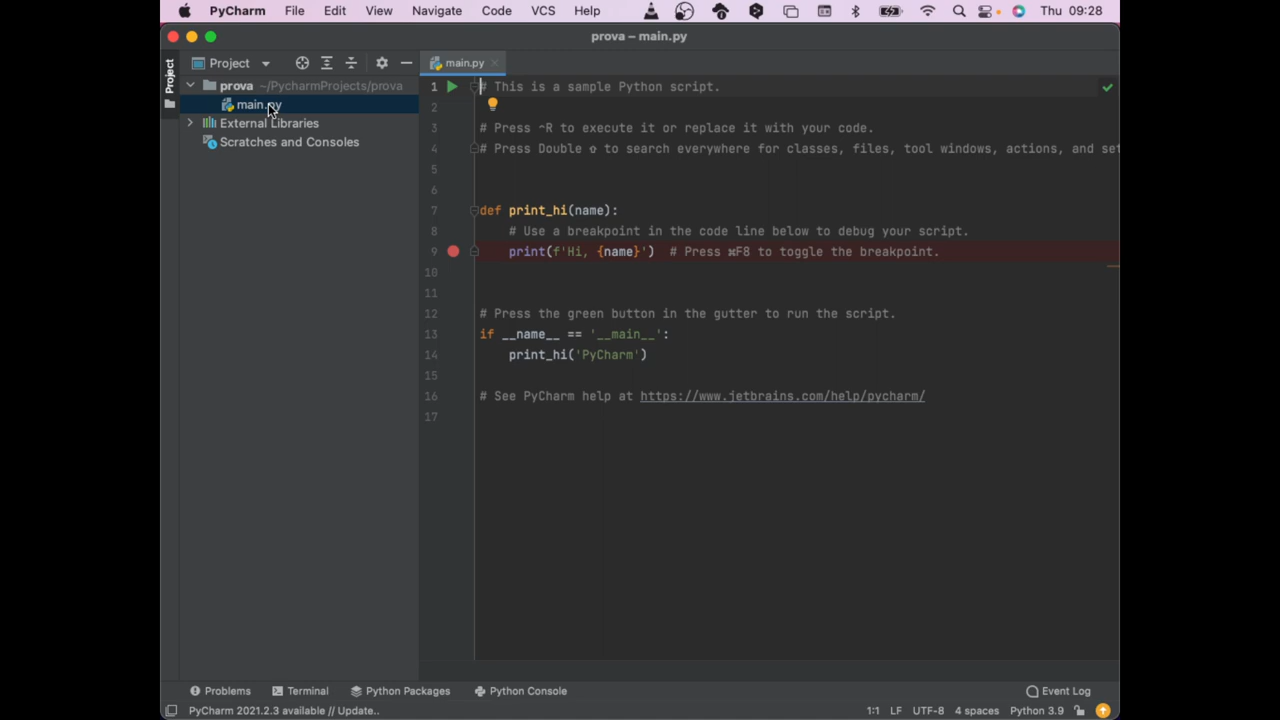 PyCharm File Edit View Navigate Code VCS Help Thu 09:28
prova – main.py
Project
Project
main.py
prova ~/PycharmProjects/prova
main.py
External Libraries
Scratches and Consoles
1 # This is a sample Python script.
2
3 # Press ⌃R to execute it or replace it with your code.
4 # Press Double ⇧ to search everywhere for classes, files, tool windows, actions, and set
5
6
7 def print_hi(name):
8 # Use a breakpoint in the code line below to debug your script.
9 print(f'Hi, {name}') # Press ⌘F8 to toggle the breakpoint.
10
11
12 # Press the green button in the gutter to run the script.
13 if __name__ == '__main__':
14 print_hi('PyCharm')
15
16 # See PyCharm help at https://www.jetbrains.com/help/pycharm/
17
Problems Terminal Python Packages Python Console Event Log
PyCharm 2021.2.3 available // Update.. 1:1 LF UTF-8 4 spaces Python 3.9